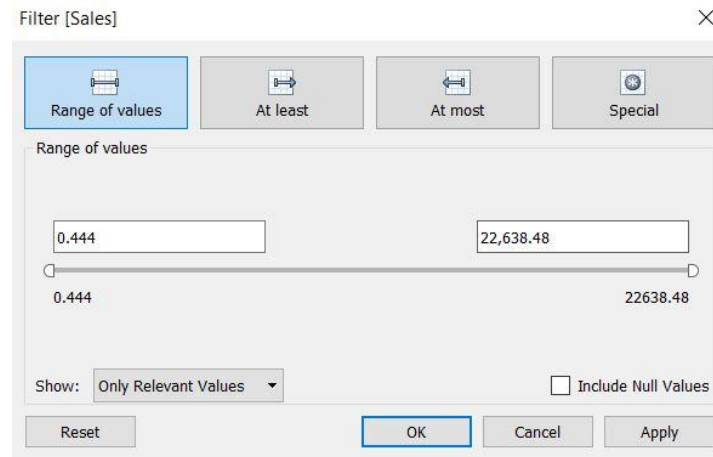 Filter [Sales]
Range of values
At least
At most
Special
Range of values
0.444
22,638.48
0.444
22638.48
Show:
Only Relevant Values
Include Null Values
Reset
OK
Cancel
Apply